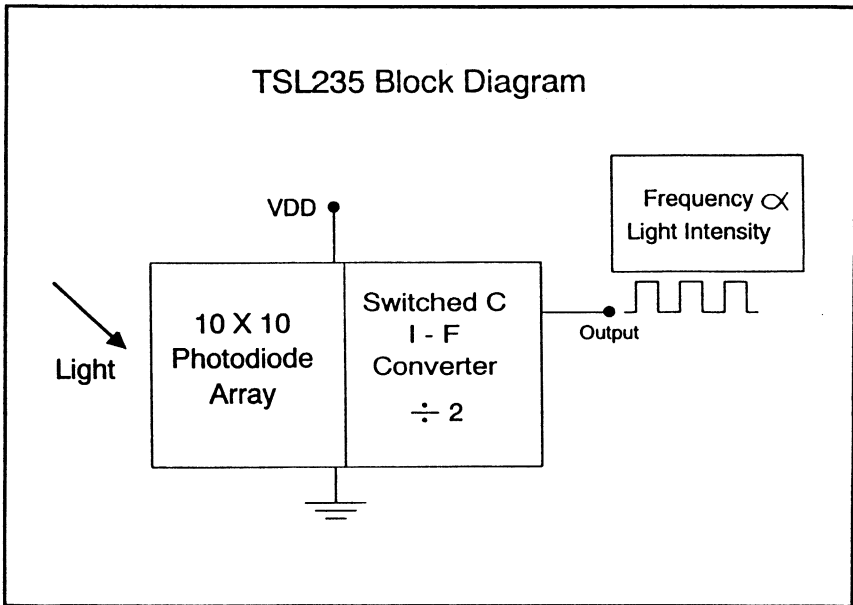 TSL235 Block Diagram
VDD
Frequency ∝
Light Intensity
Light
10 X 10
Photodiode
Array
Switched C
I - F
Converter
÷ 2
Output